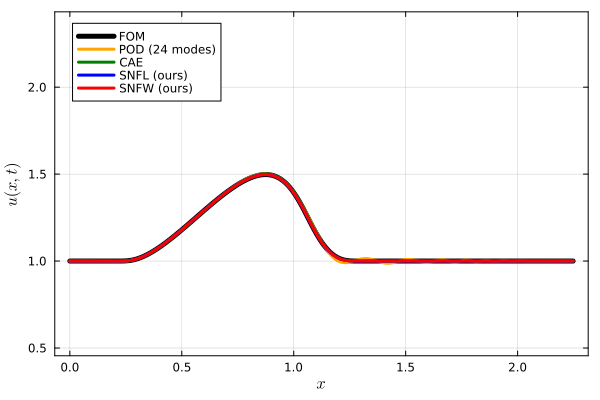 FOM
POD (24 modes)
CAE
SNFL (ours)
SNFW (ours)
2.0
1.5
1.0
0.5
u(x, t)
0.0 0.5 1.0 1.5 2.0
x